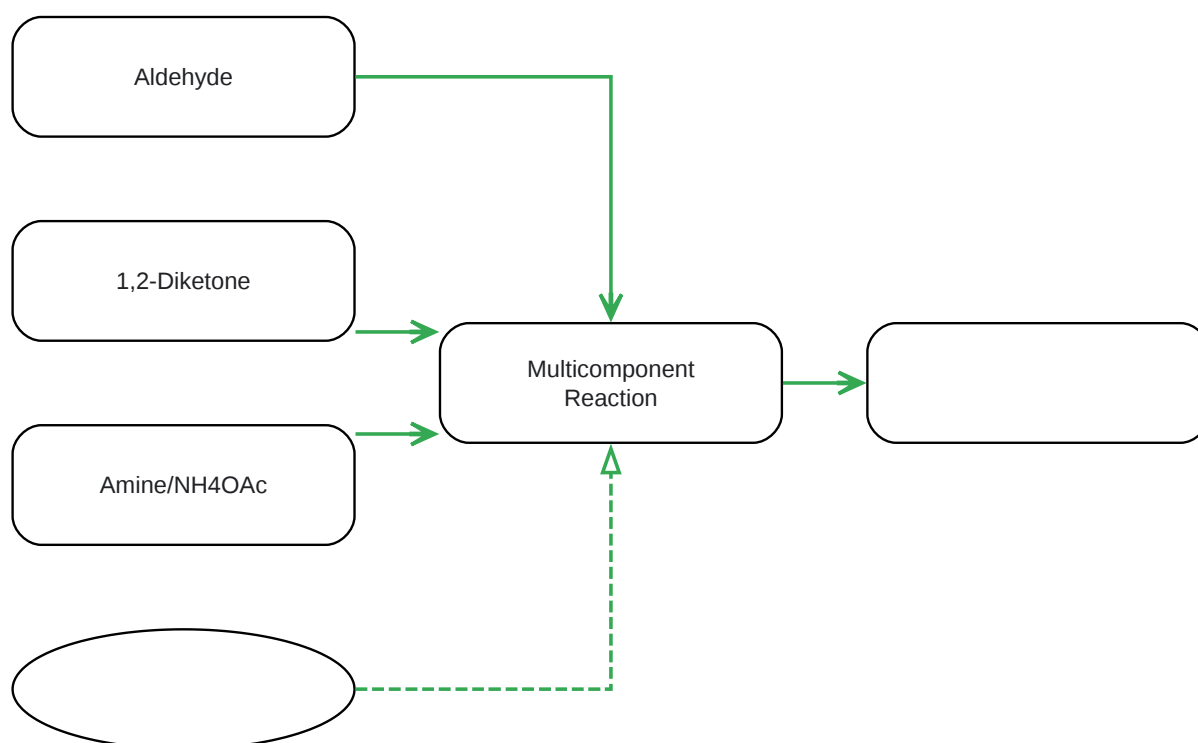 Aldehyde
1,2-Diketone
Multicomponent
Reaction
Amine/NH4OAc